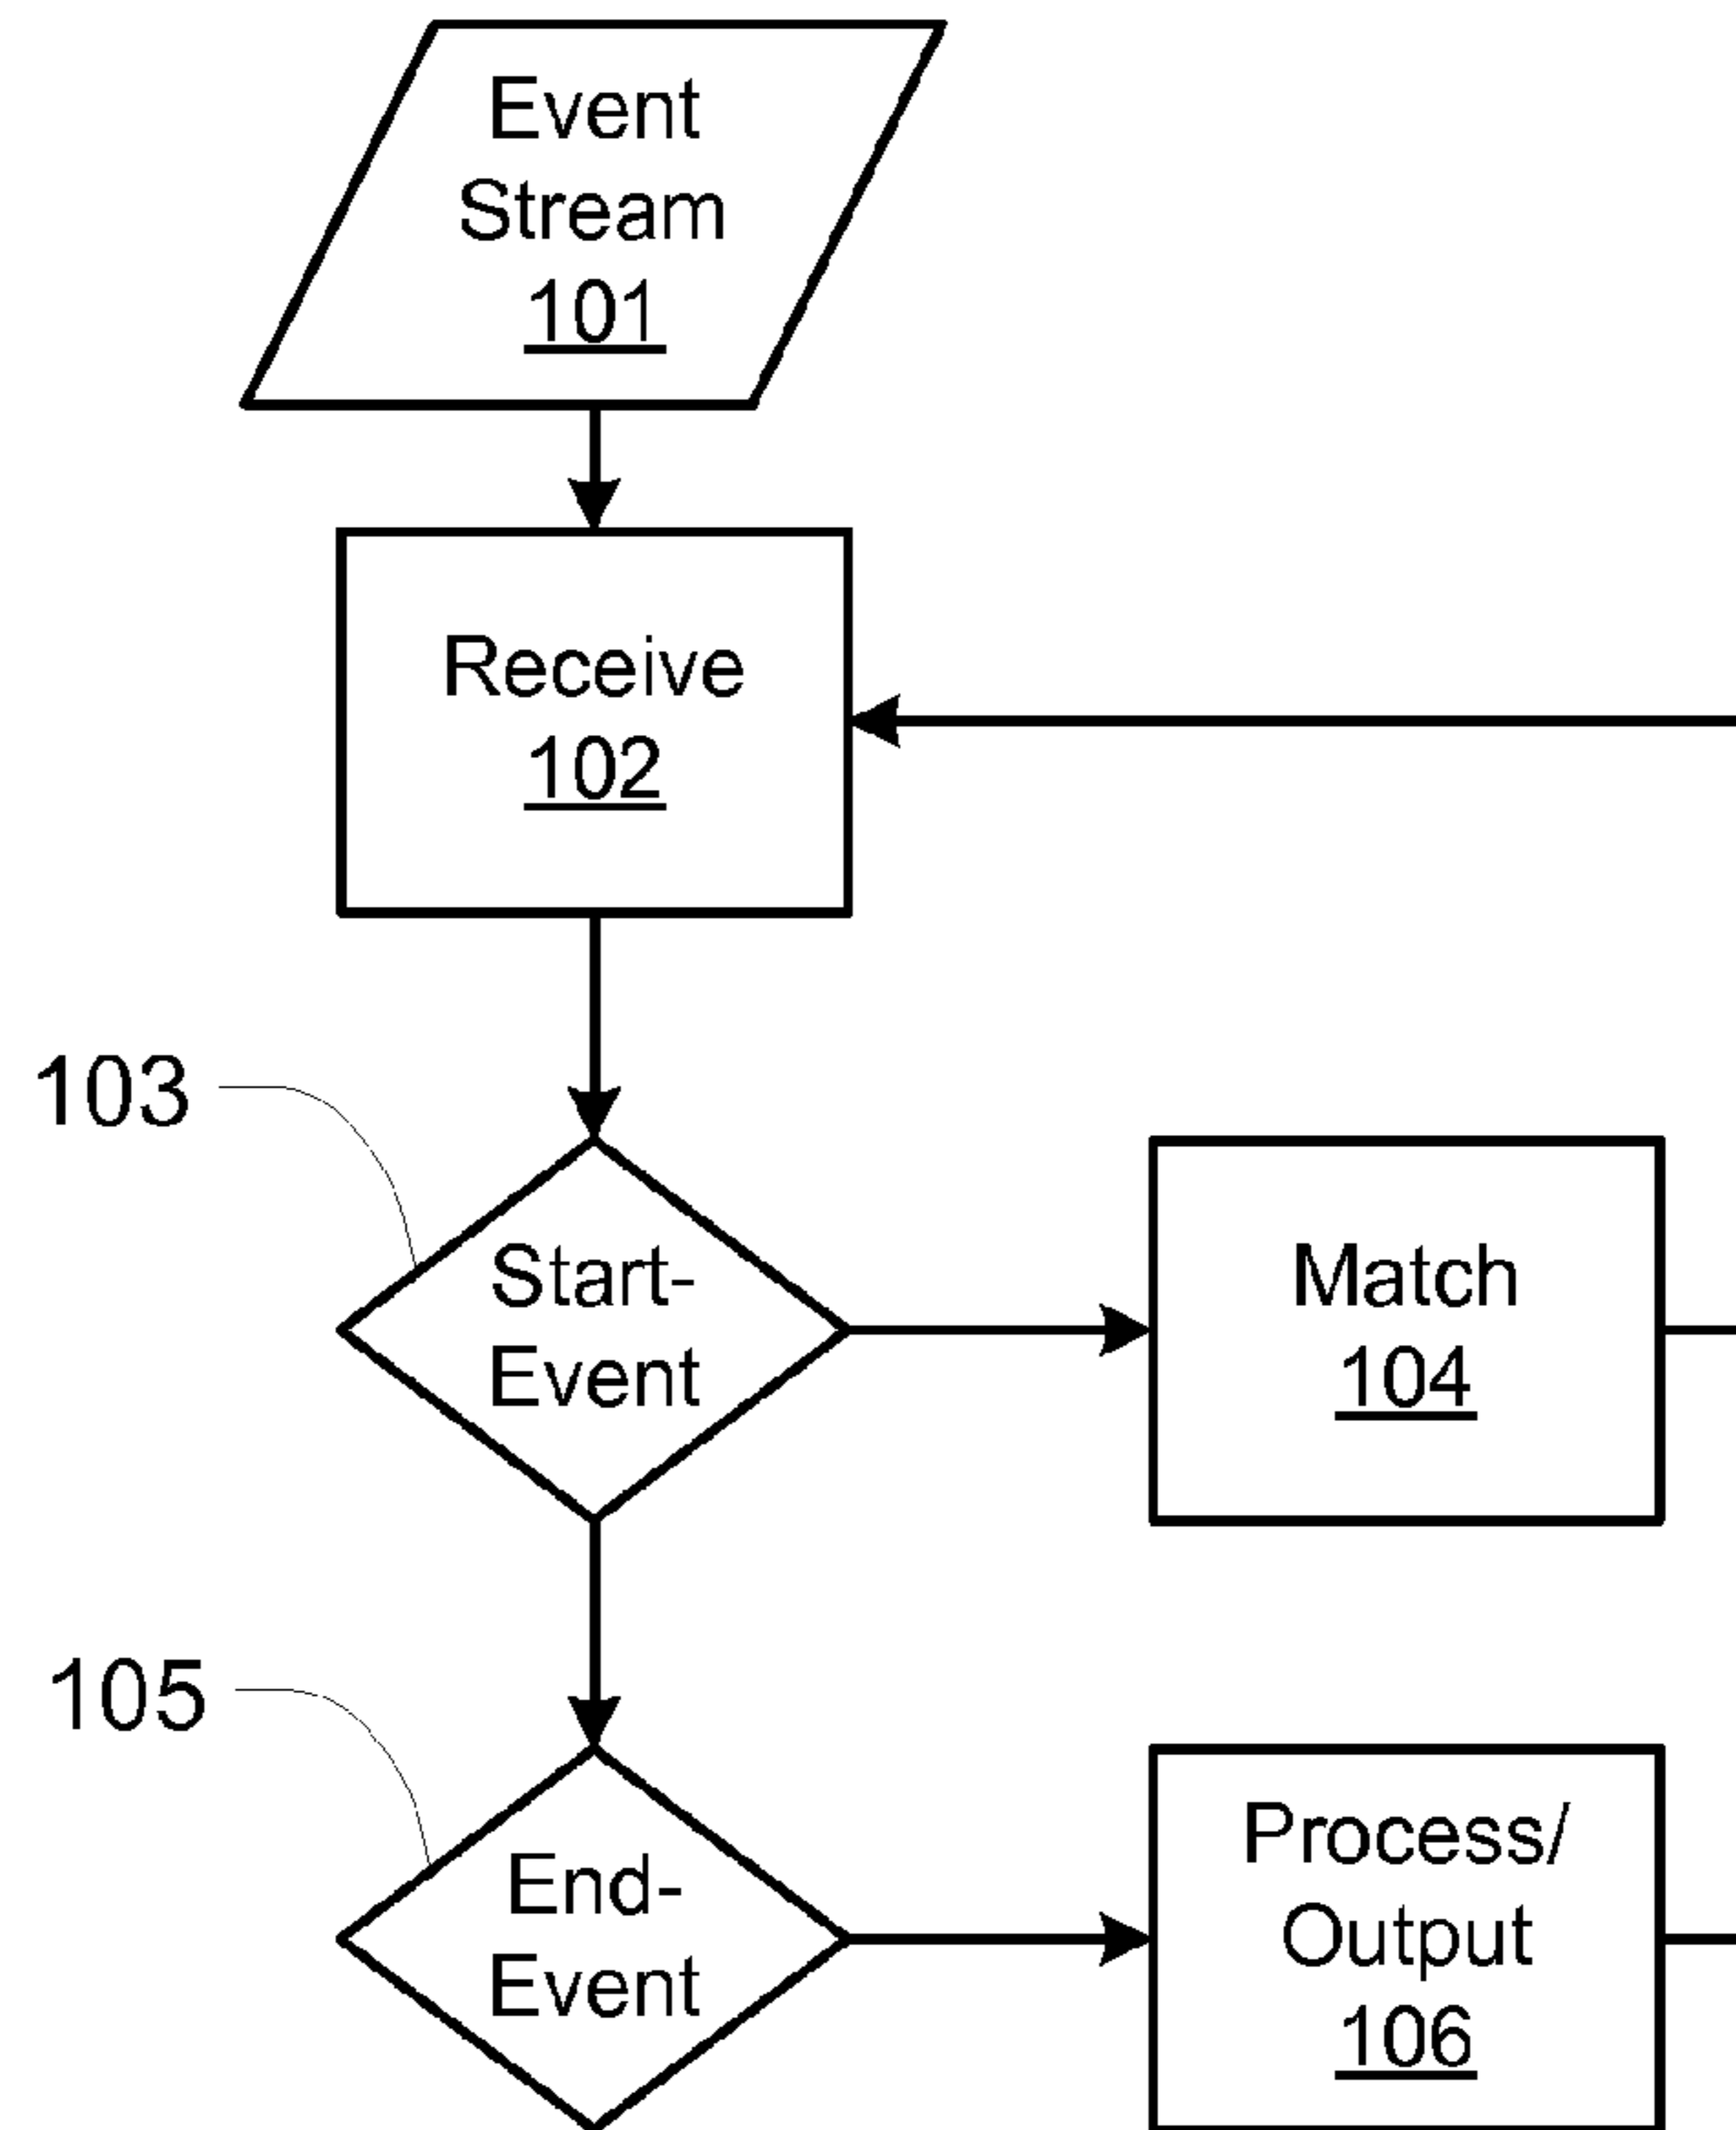 Event
Stream
101
Receive
102
103
Start-
Event
Match
104
105
End-
Event
Process/
Output
106